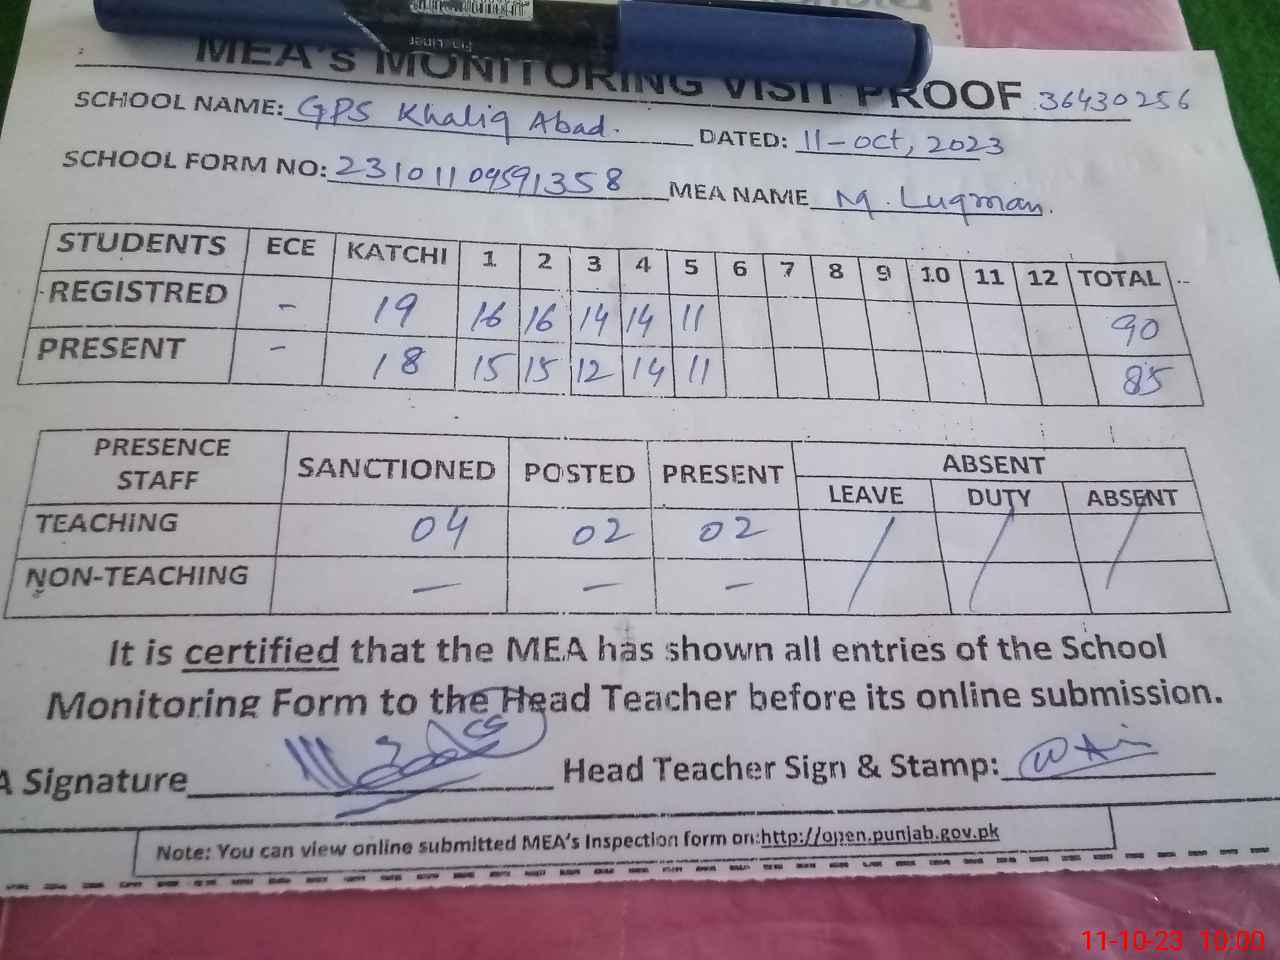 MEA's MONITORING VISIT PROOF 36430256
SCHOOL NAME: GPS Khaliq Abad. DATED: 11-Oct, 2023
SCHOOL FORM NO: 23101109591358 MEA NAME M. Luqman.
STUDENTS ECE KATCHI 1 2 3 4 5 6 7 8 9 10 11 12 TOTAL
REGISTRED - 19 16 16 14 14 11 90
PRESENT - 18 15 15 12 14 11 85
PRESENCE STAFF SANCTIONED POSTED PRESENT ABSENT
LEAVE DUTY ABSENT
TEACHING 04 02 02 / / /
NON-TEACHING - - -
It is certified that the MEA has shown all entries of the School
Monitoring Form to the Head Teacher before its online submission.
A Signature Head Teacher Sign & Stamp:
Note: You can view online submitted MEA's Inspection form on:http://open.punjab.gov.pk
11-10-23 10:00